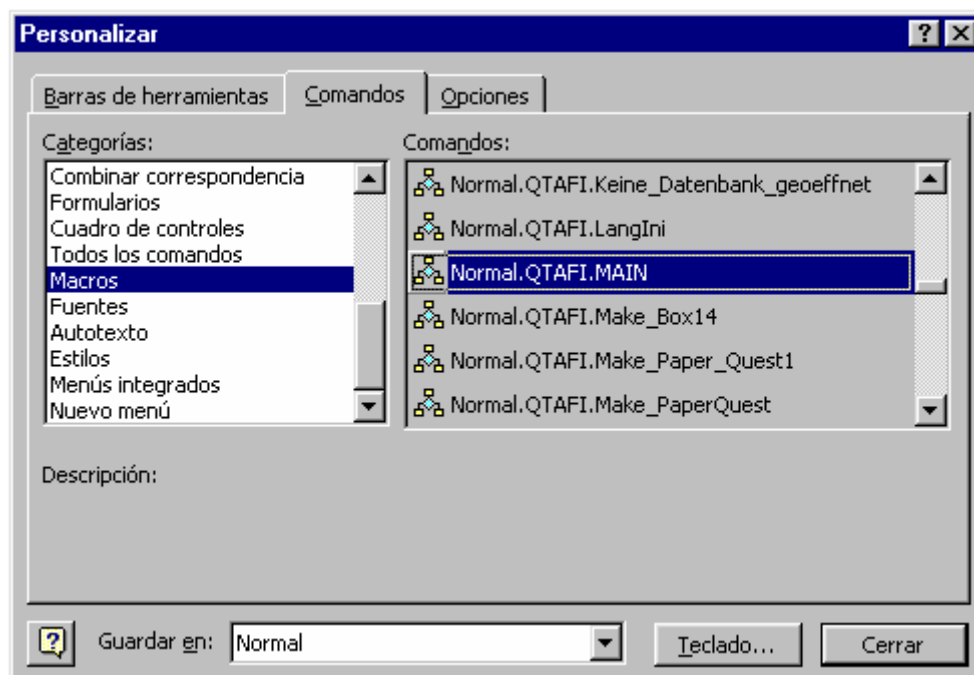 Personalizar
Barras de herramientas Comandos Opciones
Categorías:
Combinar correspondencia
Formularios
Cuadro de controles
Todos los comandos
Macros
Fuentes
Autotexto
Estilos
Menús integrados
Nuevo menú
Comandos:
Normal.QTAFI.Keine_Datenbank_geoeffnet
Normal.QTAFI.LangIni
Normal.QTAFI.MAIN
Normal.QTAFI.Make_Box14
Normal.QTAFI.Make_Paper_Quest1
Normal.QTAFI.Make_PaperQuest
Descripción:
Guardar en: Normal Teclado... Cerrar